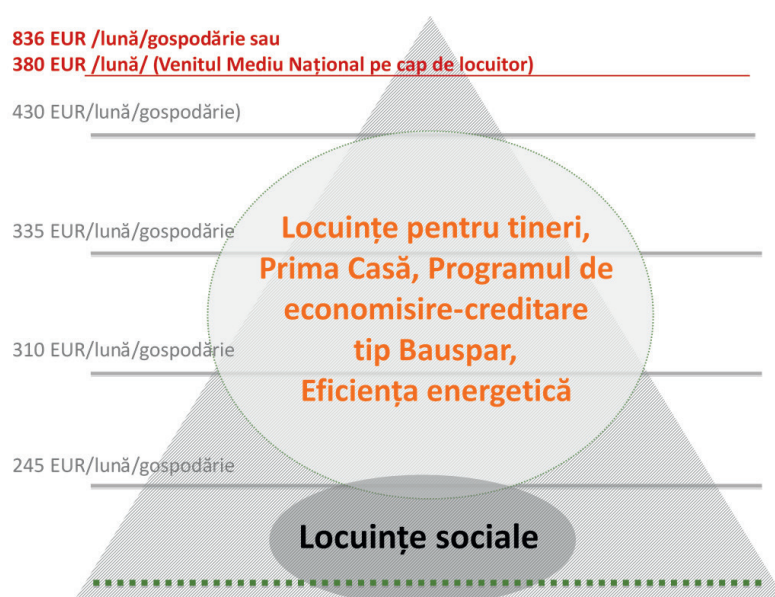 836 EUR /lună/gospodărie sau
380 EUR /lună/ (Venitul Mediu Național pe cap de locuitor)
430 EUR/lună/gospodărie)
335 EUR/lună/gospodărie
Locuințe pentru tineri,
Prima Casă, Programul de
economisire-creditare
tip Bauspar,
Eficiența energetică
310 EUR/lună/gospodărie
245 EUR/lună/gospodărie
Locuințe sociale